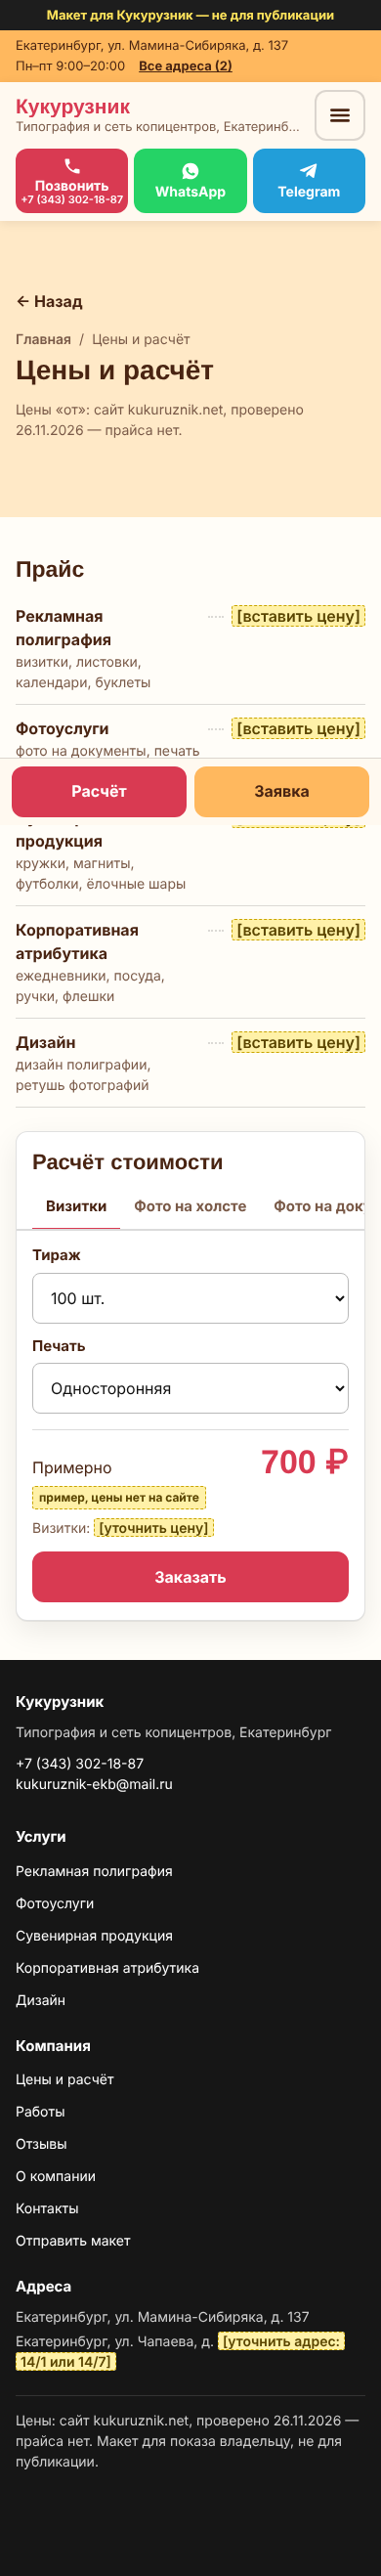 Макет для Кукурузник — не для публикации
Екатеринбург, ул. Мамина-Сибиряка, д. 137
Пн–пт 9:00–20:00 Все адреса (2)
Кукурузник
Типография и сеть копицентров, Екатеринб...
Позвонить
+7 (343) 302-18-87
WhatsApp
Telegram
← Назад
Главная / Цены и расчёт
Цены и расчёт
Цены «от»: сайт kukuruznik.net, проверено
26.11.2026 — прайса нет.
Прайс
Рекламная
полиграфия
[вставить цену]
визитки, листовки,
календари, буклеты
Фотоуслуги
[вставить цену]
фото на документы, печать
Расчёт
Заявка
продукция
кружки, магниты,
футболки, ёлочные шары
Корпоративная
атрибутика
[вставить цену]
ежедневники, посуда,
ручки, флешки
Дизайн
[вставить цену]
дизайн полиграфии,
ретушь фотографий
Расчёт стоимости
Визитки Фото на холсте Фото на док
Тираж
100 шт.
Печать
Односторонняя
Примерно
700 ₽
пример, цены нет на сайте
Визитки: [уточнить цену]
Заказать
Кукурузник
Типография и сеть копицентров, Екатеринбург
+7 (343) 302-18-87
kukuruznik-ekb@mail.ru
Услуги
Рекламная полиграфия
Фотоуслуги
Сувенирная продукция
Корпоративная атрибутика
Дизайн
Компания
Цены и расчёт
Работы
Отзывы
О компании
Контакты
Отправить макет
Адреса
Екатеринбург, ул. Мамина-Сибиряка, д. 137
Екатеринбург, ул. Чапаева, д. [уточнить адрес:
14/1 или 14/7]
Цены: сайт kukuruznik.net, проверено 26.11.2026 —
прайса нет. Макет для показа владельцу, не для
публикации.